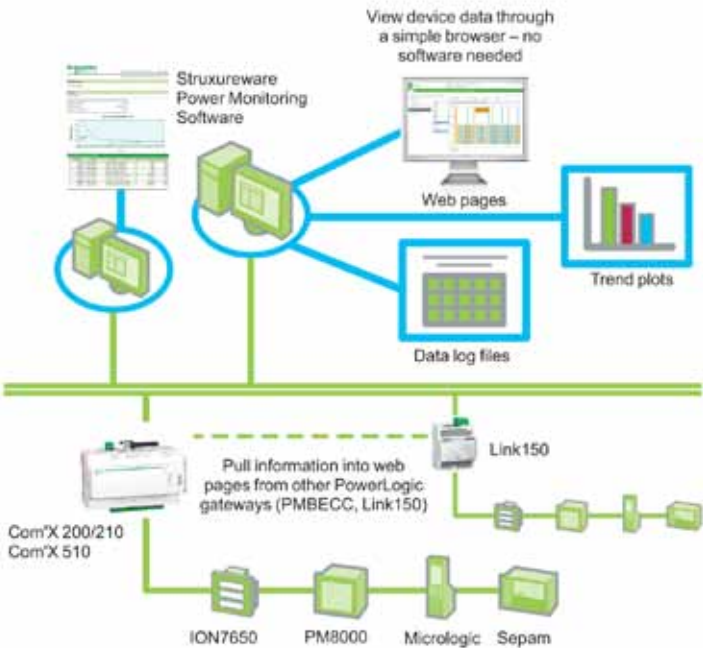 View device data through
a simple browser – no
software needed
Struxureware
Power Monitoring
Software
Web pages
Trend plots
Data log files
Link150
Pull information into web
pages from other PowerLogic
gateways (PMBECC, Link150)
Com'X 200/210
Com'X 510
ION7650
PM8000
Micrologic
Sepam